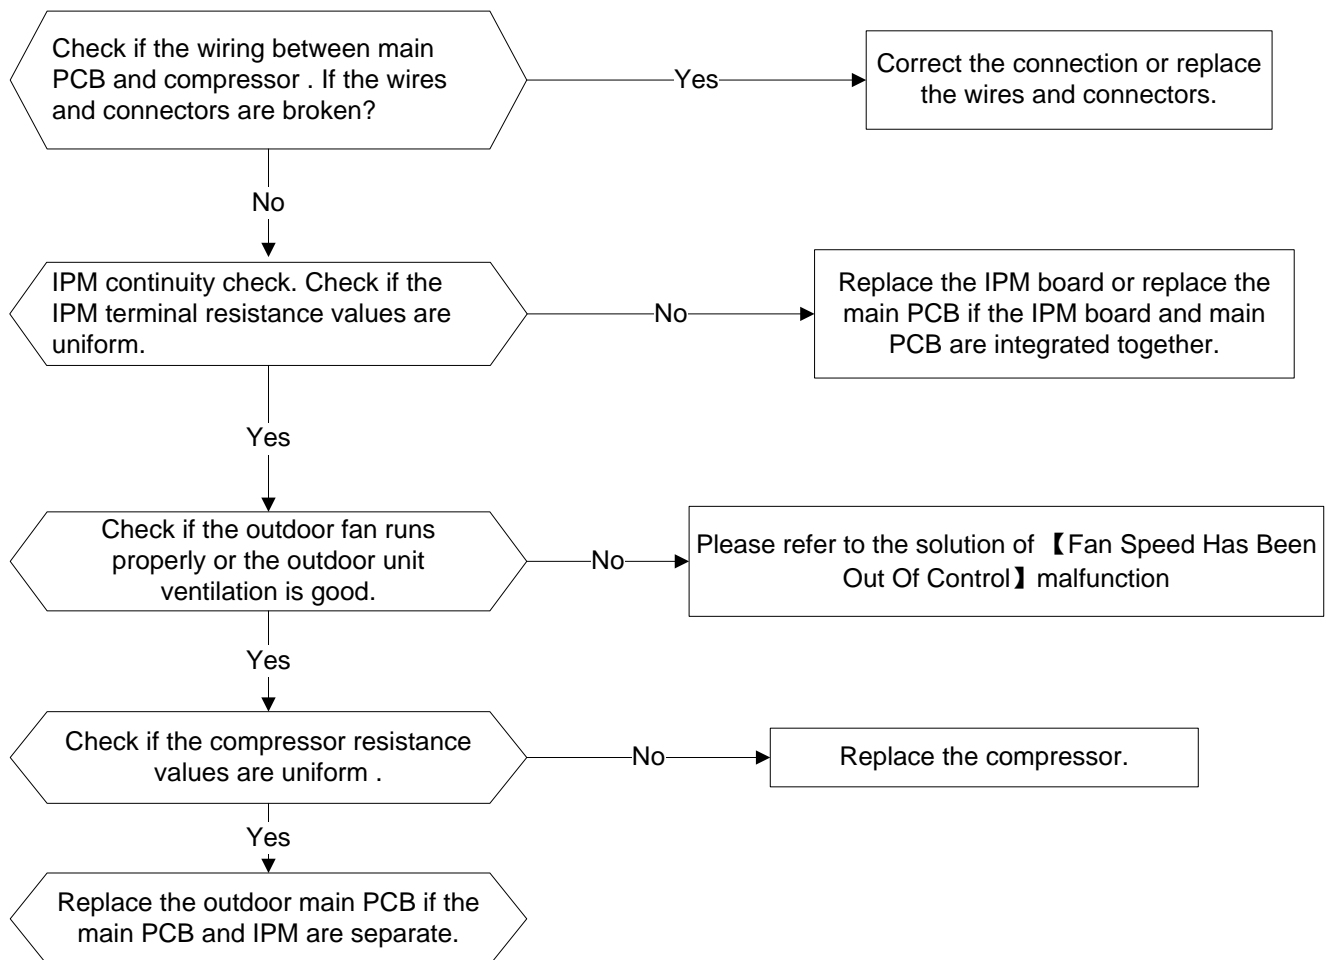 Check if the wiring between main
PCB and compressor . If the wires
and connectors are broken?
Yes
Correct the connection or replace
the wires and connectors.
No
IPM continuity check. Check if the
IPM terminal resistance values are
uniform.
No
Replace the IPM board or replace the
main PCB if the IPM board and main
PCB are integrated together.
Yes
Check if the outdoor fan runs
properly or the outdoor unit
ventilation is good.
No
Please refer to the solution of 【Fan Speed Has Been
Out Of Control】malfunction
Yes
Check if the compressor resistance
values are uniform .
No
Replace the compressor.
Yes
Replace the outdoor main PCB if the
main PCB and IPM are separate.